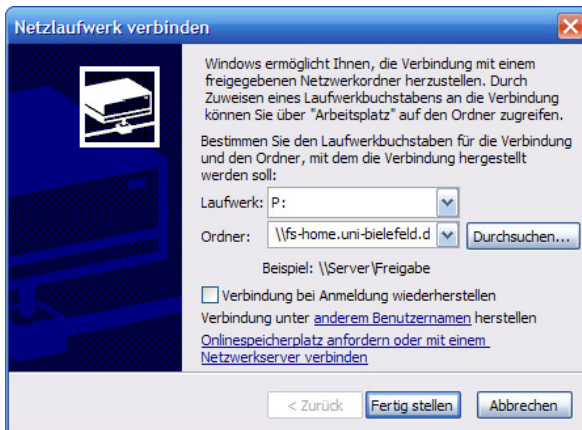 Netzlaufwerk verbinden
Windows ermöglicht Ihnen, die Verbindung mit einem
freigegebenen Netzwerkordner herzustellen. Durch
Zuweisen eines Laufwerkbuchstabens an die Verbindung
können Sie über "Arbeitsplatz" auf den Ordner zugreifen.
Bestimmen Sie den Laufwerkbuchstaben für die Verbindung
und den Ordner, mit dem die Verbindung hergestellt
werden soll:
Laufwerk: P:
Ordner: \\fs-home.uni-bielefeld.d Durchsuchen...
Beispiel: \\Server\Freigabe
Verbindung bei Anmeldung wiederherstellen
Verbindung unter anderem Benutzernamen herstellen
Onlinespeicherplatz anfordern oder mit einem
Netzwerkserver verbinden
< Zurück Fertig stellen Abbrechen